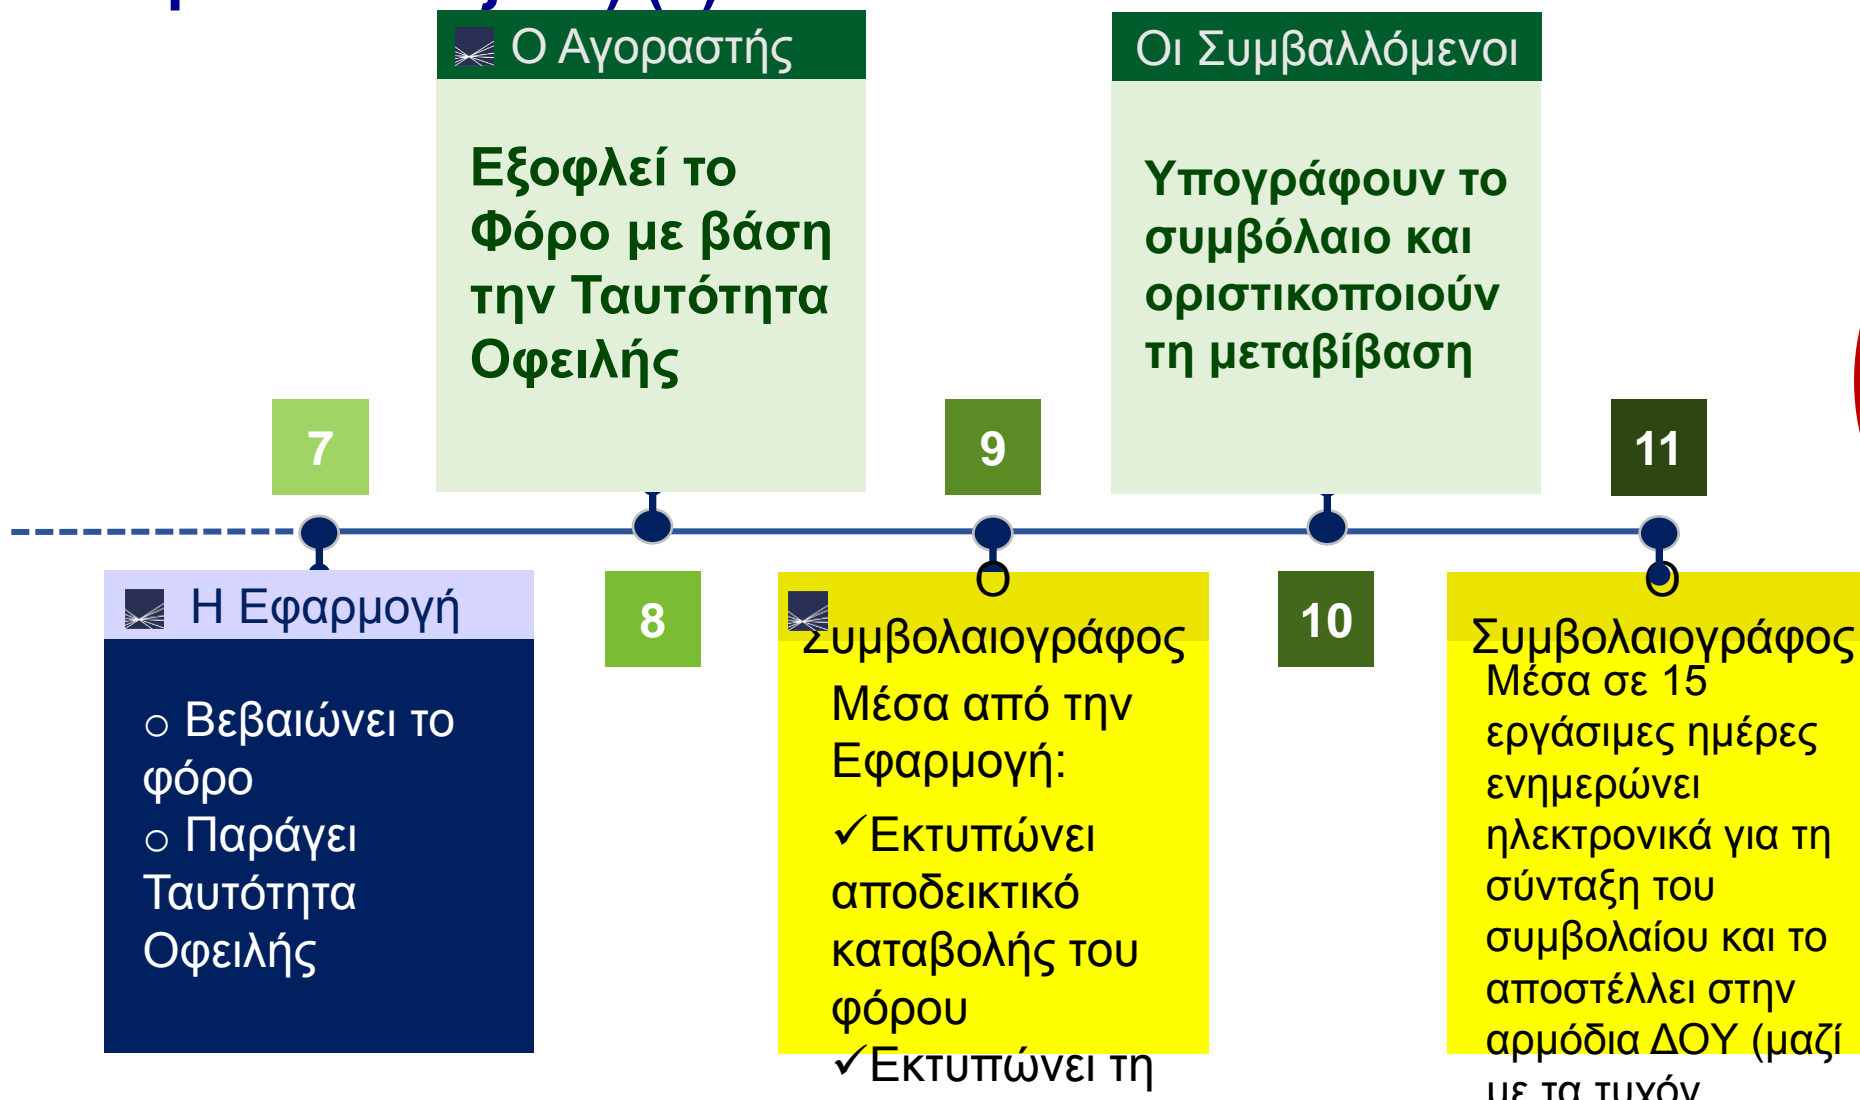 Ο Αγοραστής
Εξοφλεί το
Φόρο με βάση
την Ταυτότητα
Οφειλής
Οι Συμβαλλόμενοι
Υπογράφουν το
συμβόλαιο και
οριστικοποιούν
τη μεταβίβαση
7
9
11
Η Εφαρμογή
ο Βεβαιώνει το
φόρο
ο Παράγει
Ταυτότητα
Οφειλής
8
Ο
Συμβολαιογράφος
Μέσα από την
Εφαρμογή:
✓Εκτυπώνει
αποδεικτικό
καταβολής του
φόρου
✓Εκτυπώνει τη
10
Ο
Συμβολαιογράφος
Μέσα σε 15
εργάσιμες ημέρες
ενημερώνει
ηλεκτρονικά για τη
σύνταξη του
συμβολαίου και το
αποστέλλει στην
αρμόδια ΔΟΥ (μαζί
με τα τυχόν